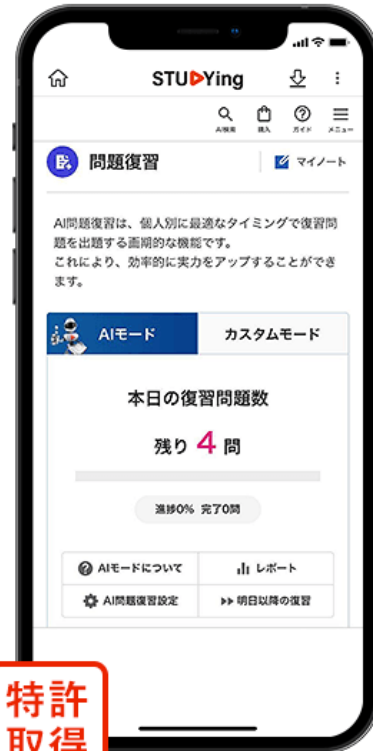 STUDYing
AI検索 購入 ガイド メニュー
問題復習 マイノート
AI問題復習は、個人別に最適なタイミングで復習問
題を出題する画期的な機能です。
これにより、効率的に実力をアップすることができ
ます。
AIモード カスタムモード
本日の復習問題数
残り 4 問
進捗0% 完了0問
AIモードについて レポート
AI問題復習設定 明日以降の復習
特許
取得